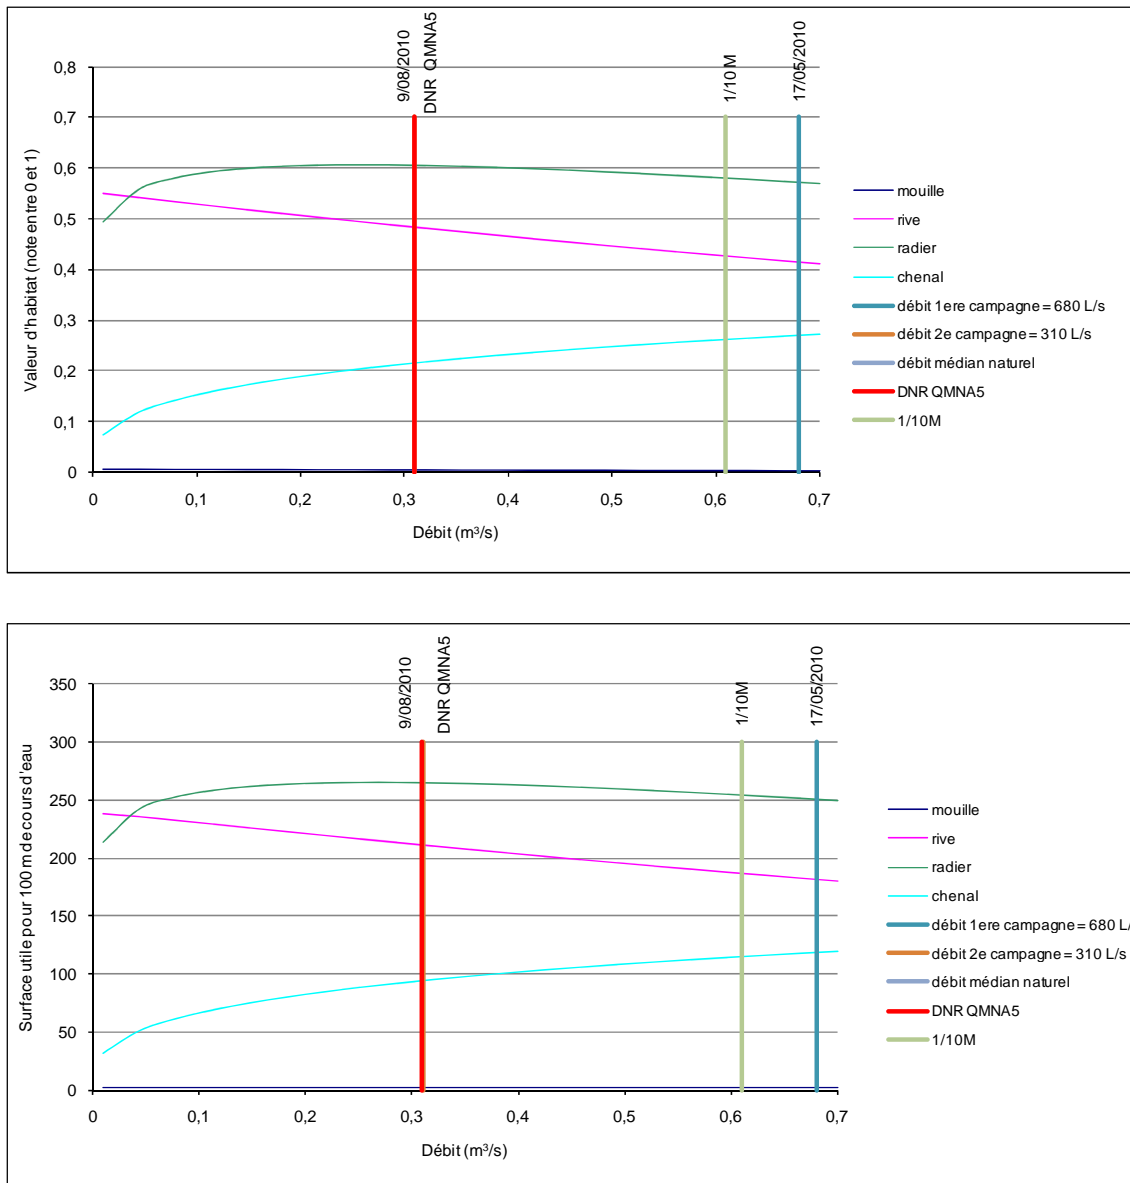 9/08/2010
DNR QMNA5
1/10 M
17/05/2010
0,8
0,7
0,6
0,5
0,4
0,3
0,2
0,1
0
Valeur d'habitat (note entre 0 et 1)
0
0,1
0,2
0,3
0,4
0,5
0,6
0,7
Débit (m³/s)
mouille
rive
radier
chenal
débit 1ere campagne = 680 L/s
débit 2e campagne = 310 L/s
débit médian naturel
DNR QMNA5
1/10M
9/08/2010
DNR QMNA5
1/10M
17/05/2010
350
300
250
200
150
100
50
0
Surface utile pour 100 m de cours d'eau
0
0,1
0,2
0,3
0,4
0,5
0,6
0,7
Débit (m³/s)
mouille
rive
radier
chenal
débit 1ere campagne = 680 L/
débit 2e campagne = 310 L/s
débit médian naturel
DNR QMNA5
1/10M